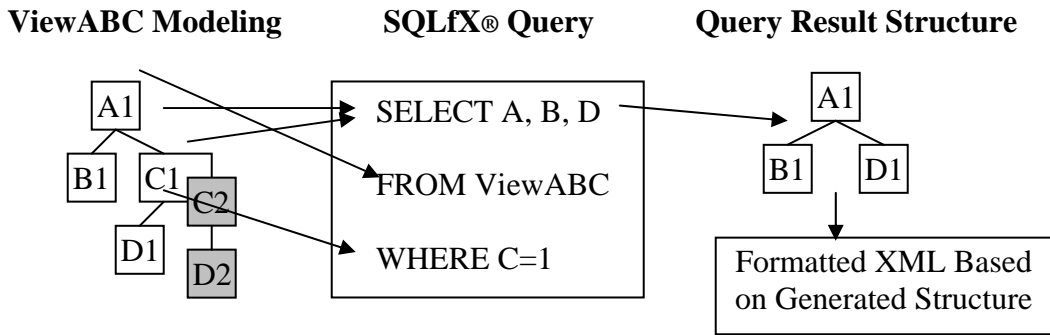 ViewABC Modeling SQLfX® Query Query Result Structure
A1
B1 C1
C2
D1
D2
SELECT A, B, D
FROM ViewABC
WHERE C=1
A1
B1 D1
Formatted XML Based
on Generated Structure